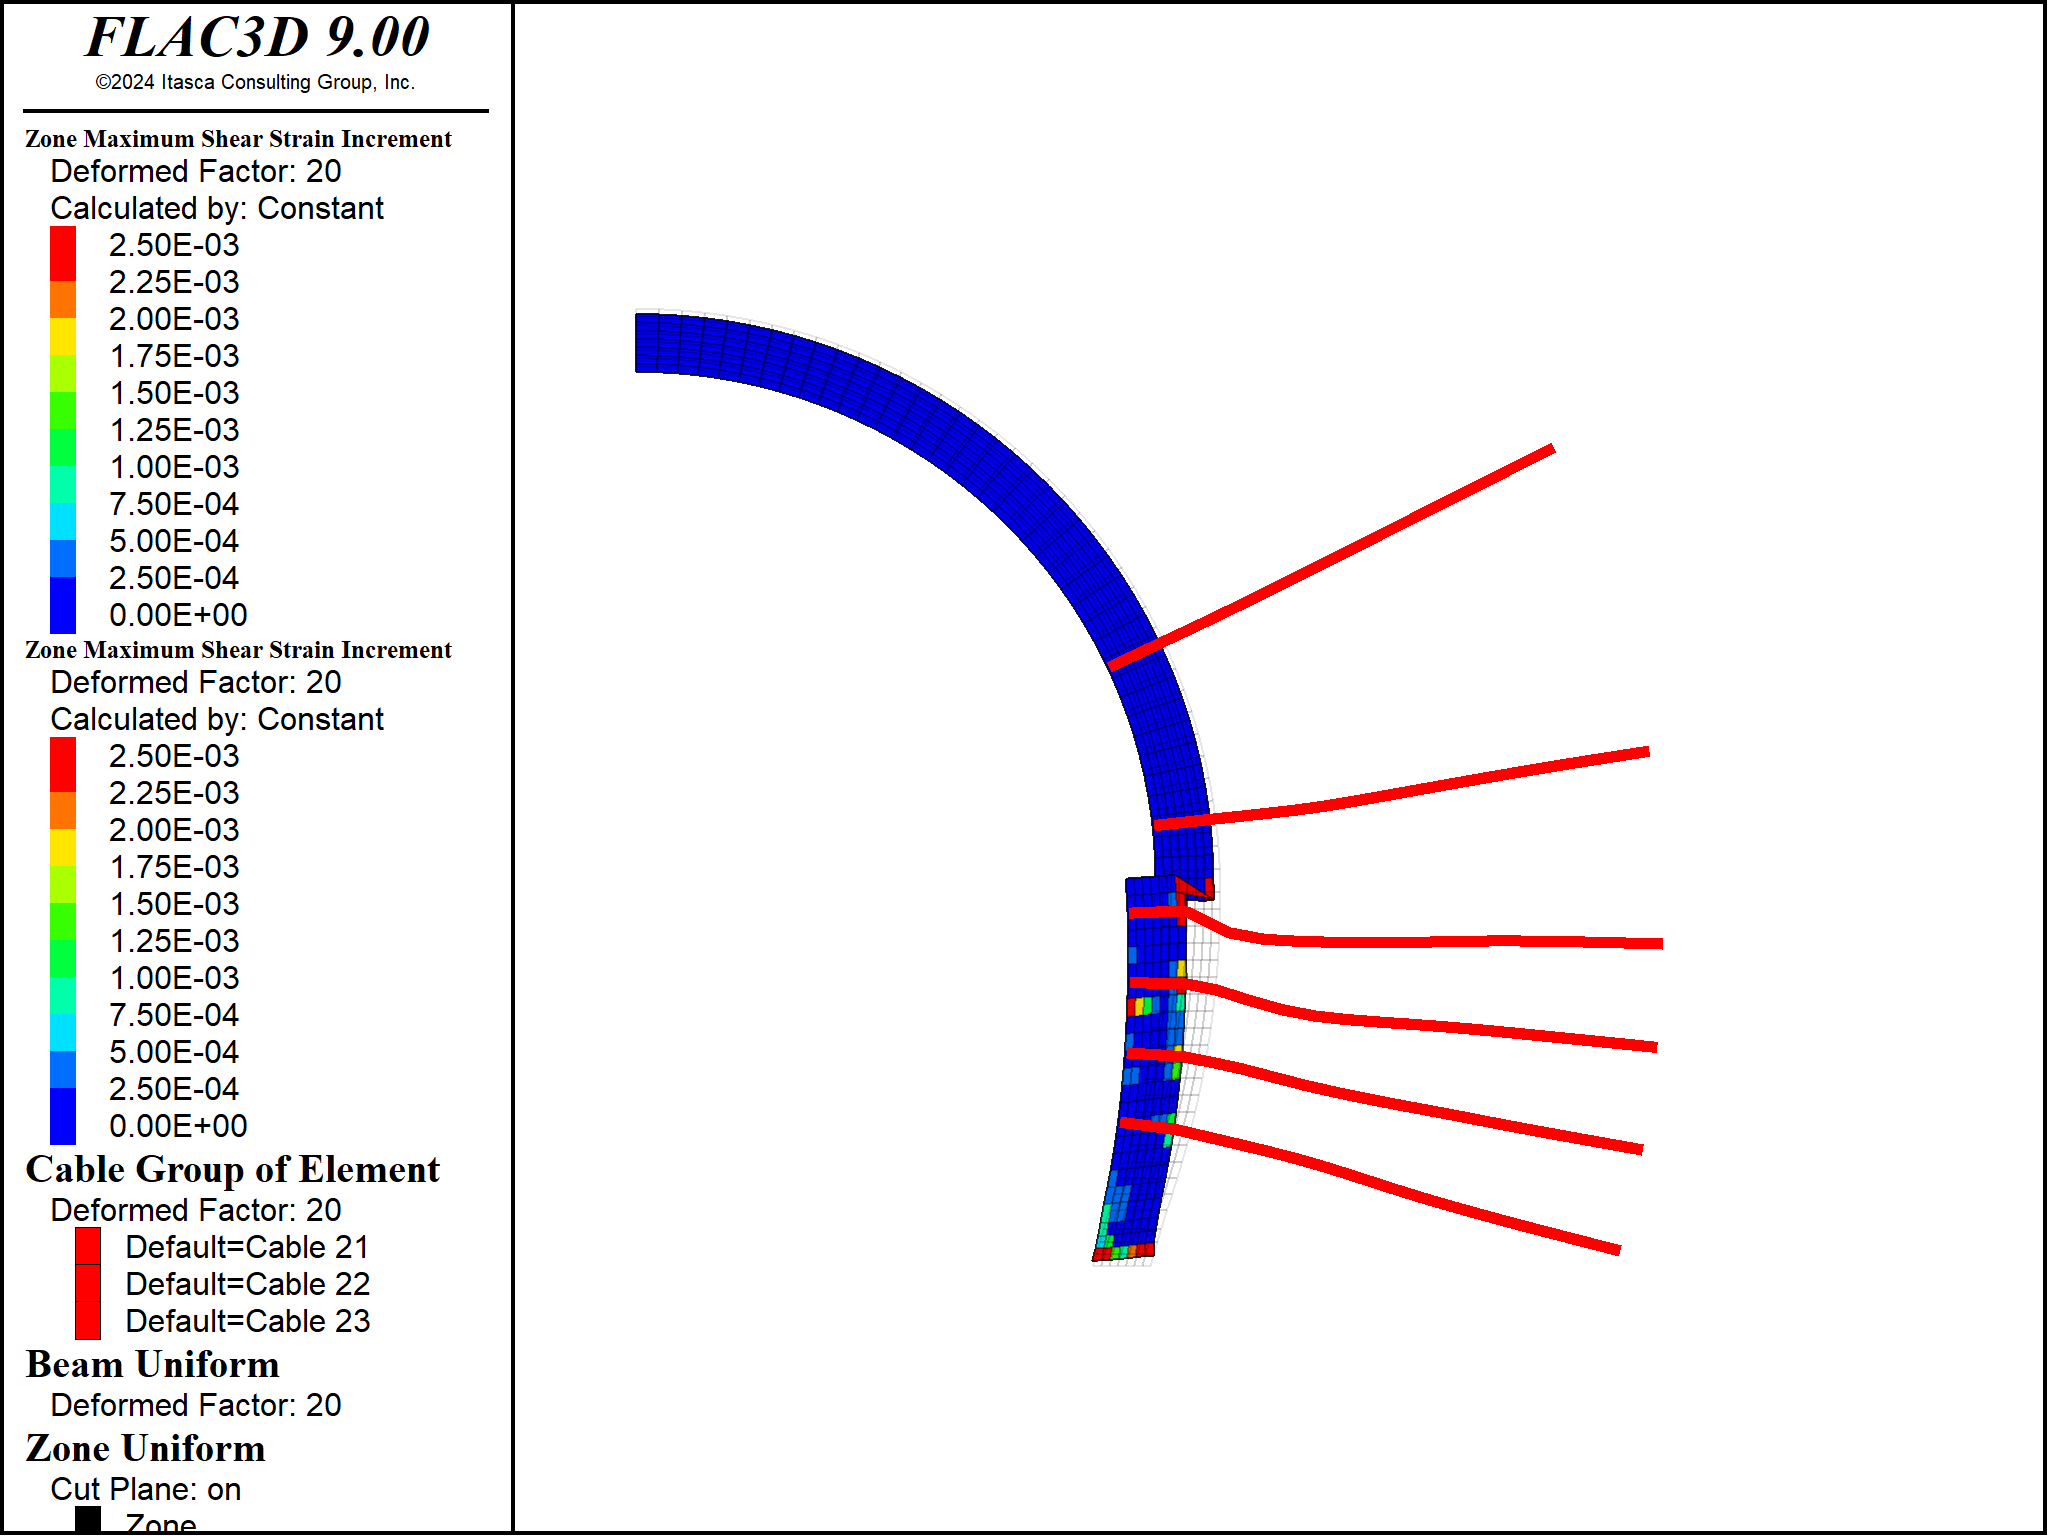 FLAC3D 9.00
©2024 Itasca Consulting Group, Inc.
Zone Maximum Shear Strain Increment
Deformed Factor: 20
Calculated by: Constant
2.50E-03
2.25E-03
2.00E-03
1.75E-03
1.50E-03
1.25E-03
1.00E-03
7.50E-04
5.00E-04
2.50E-04
0.00E+00
Zone Maximum Shear Strain Increment
Deformed Factor: 20
Calculated by: Constant
2.50E-03
2.25E-03
2.00E-03
1.75E-03
1.50E-03
1.25E-03
1.00E-03
7.50E-04
5.00E-04
2.50E-04
0.00E+00
Cable Group of Element
Deformed Factor: 20
Default=Cable 21
Default=Cable 22
Default=Cable 23
Beam Uniform
Deformed Factor: 20
Zone Uniform
Cut Plane: on
Zone